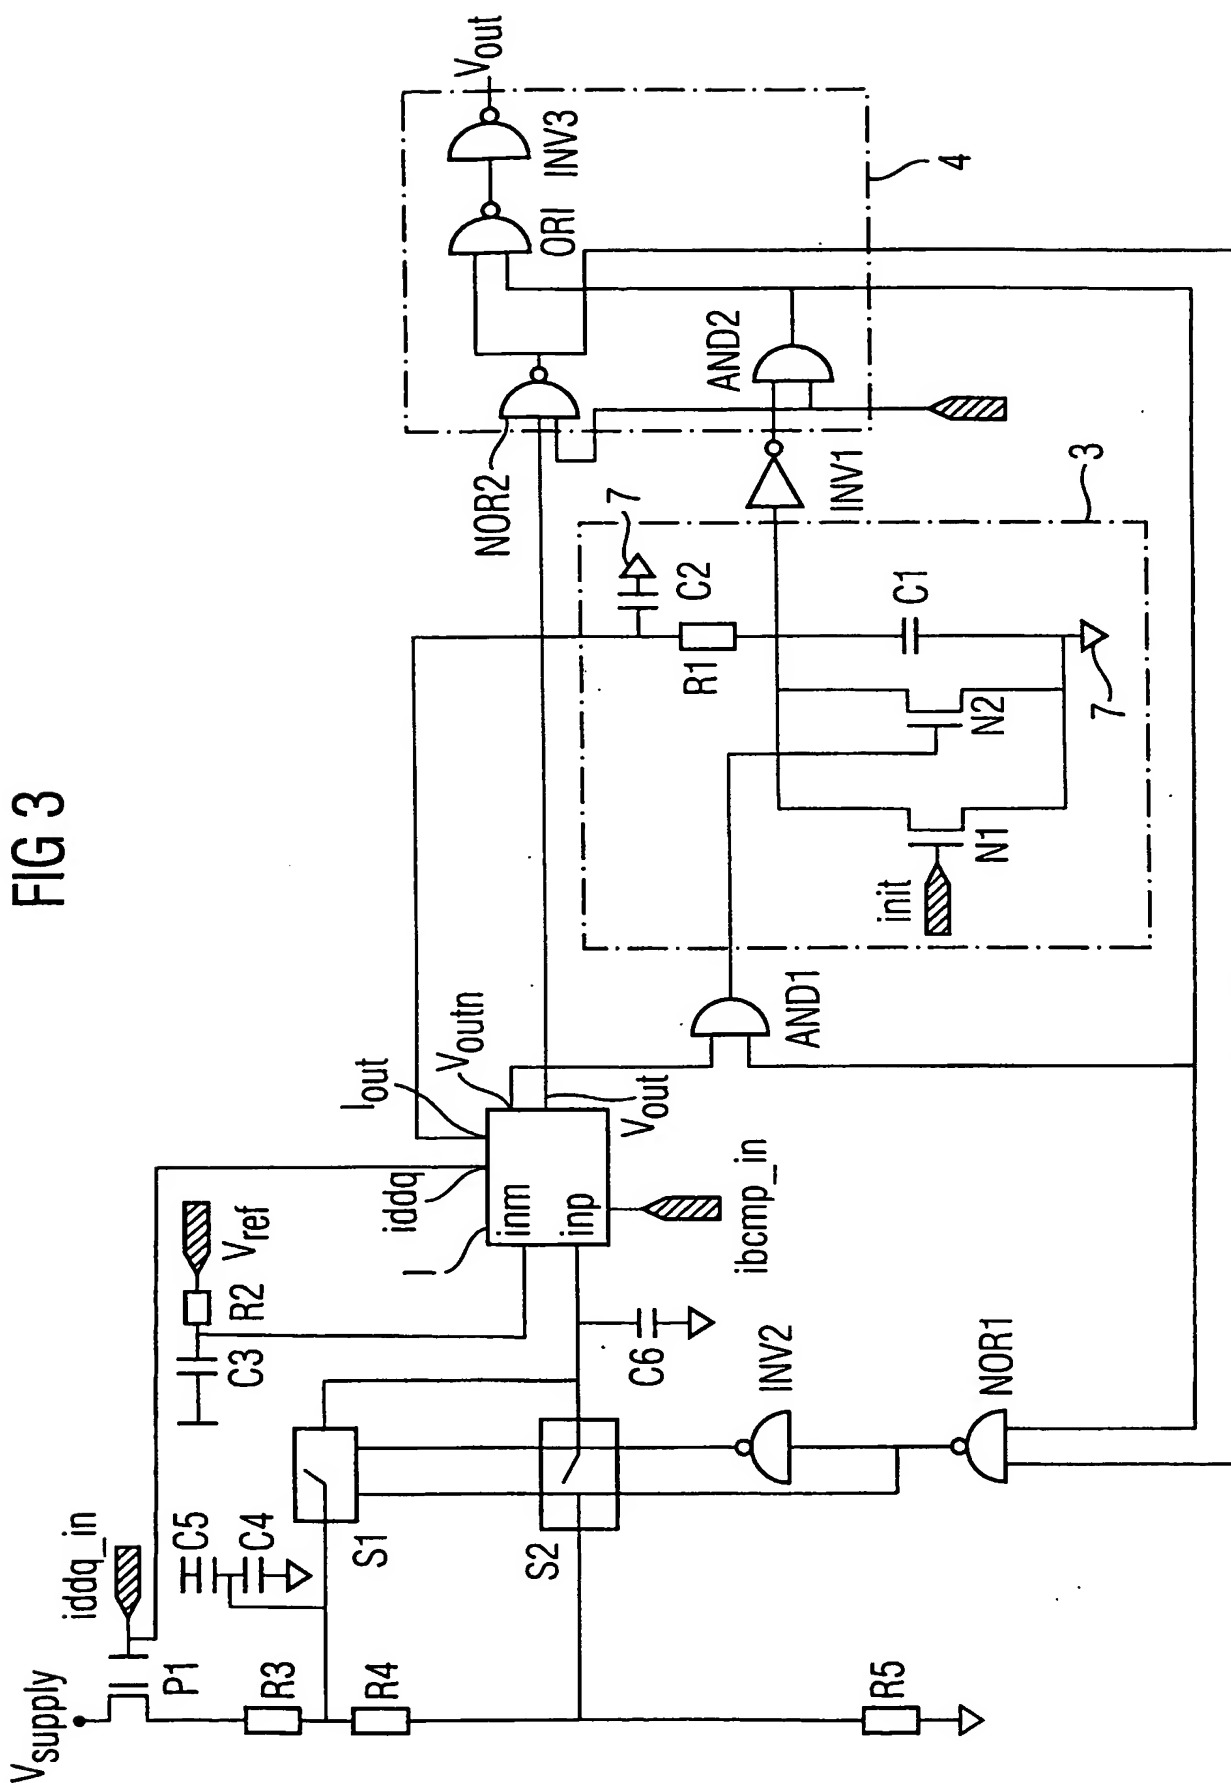 FIG 3
Vsupply
iddq_in
P1
C5
C4
R3
R4
R5
S1
S2
C3
R2
Vref
iddq
Iout
Voutn
Vout
I
inm
inp
ibcmp_in
C6
INV2
NOR1
AND1
init
N1
N2
R1
C1
C2
7
7
3
INV1
NOR2
AND2
ORI
INV3
4
Vout